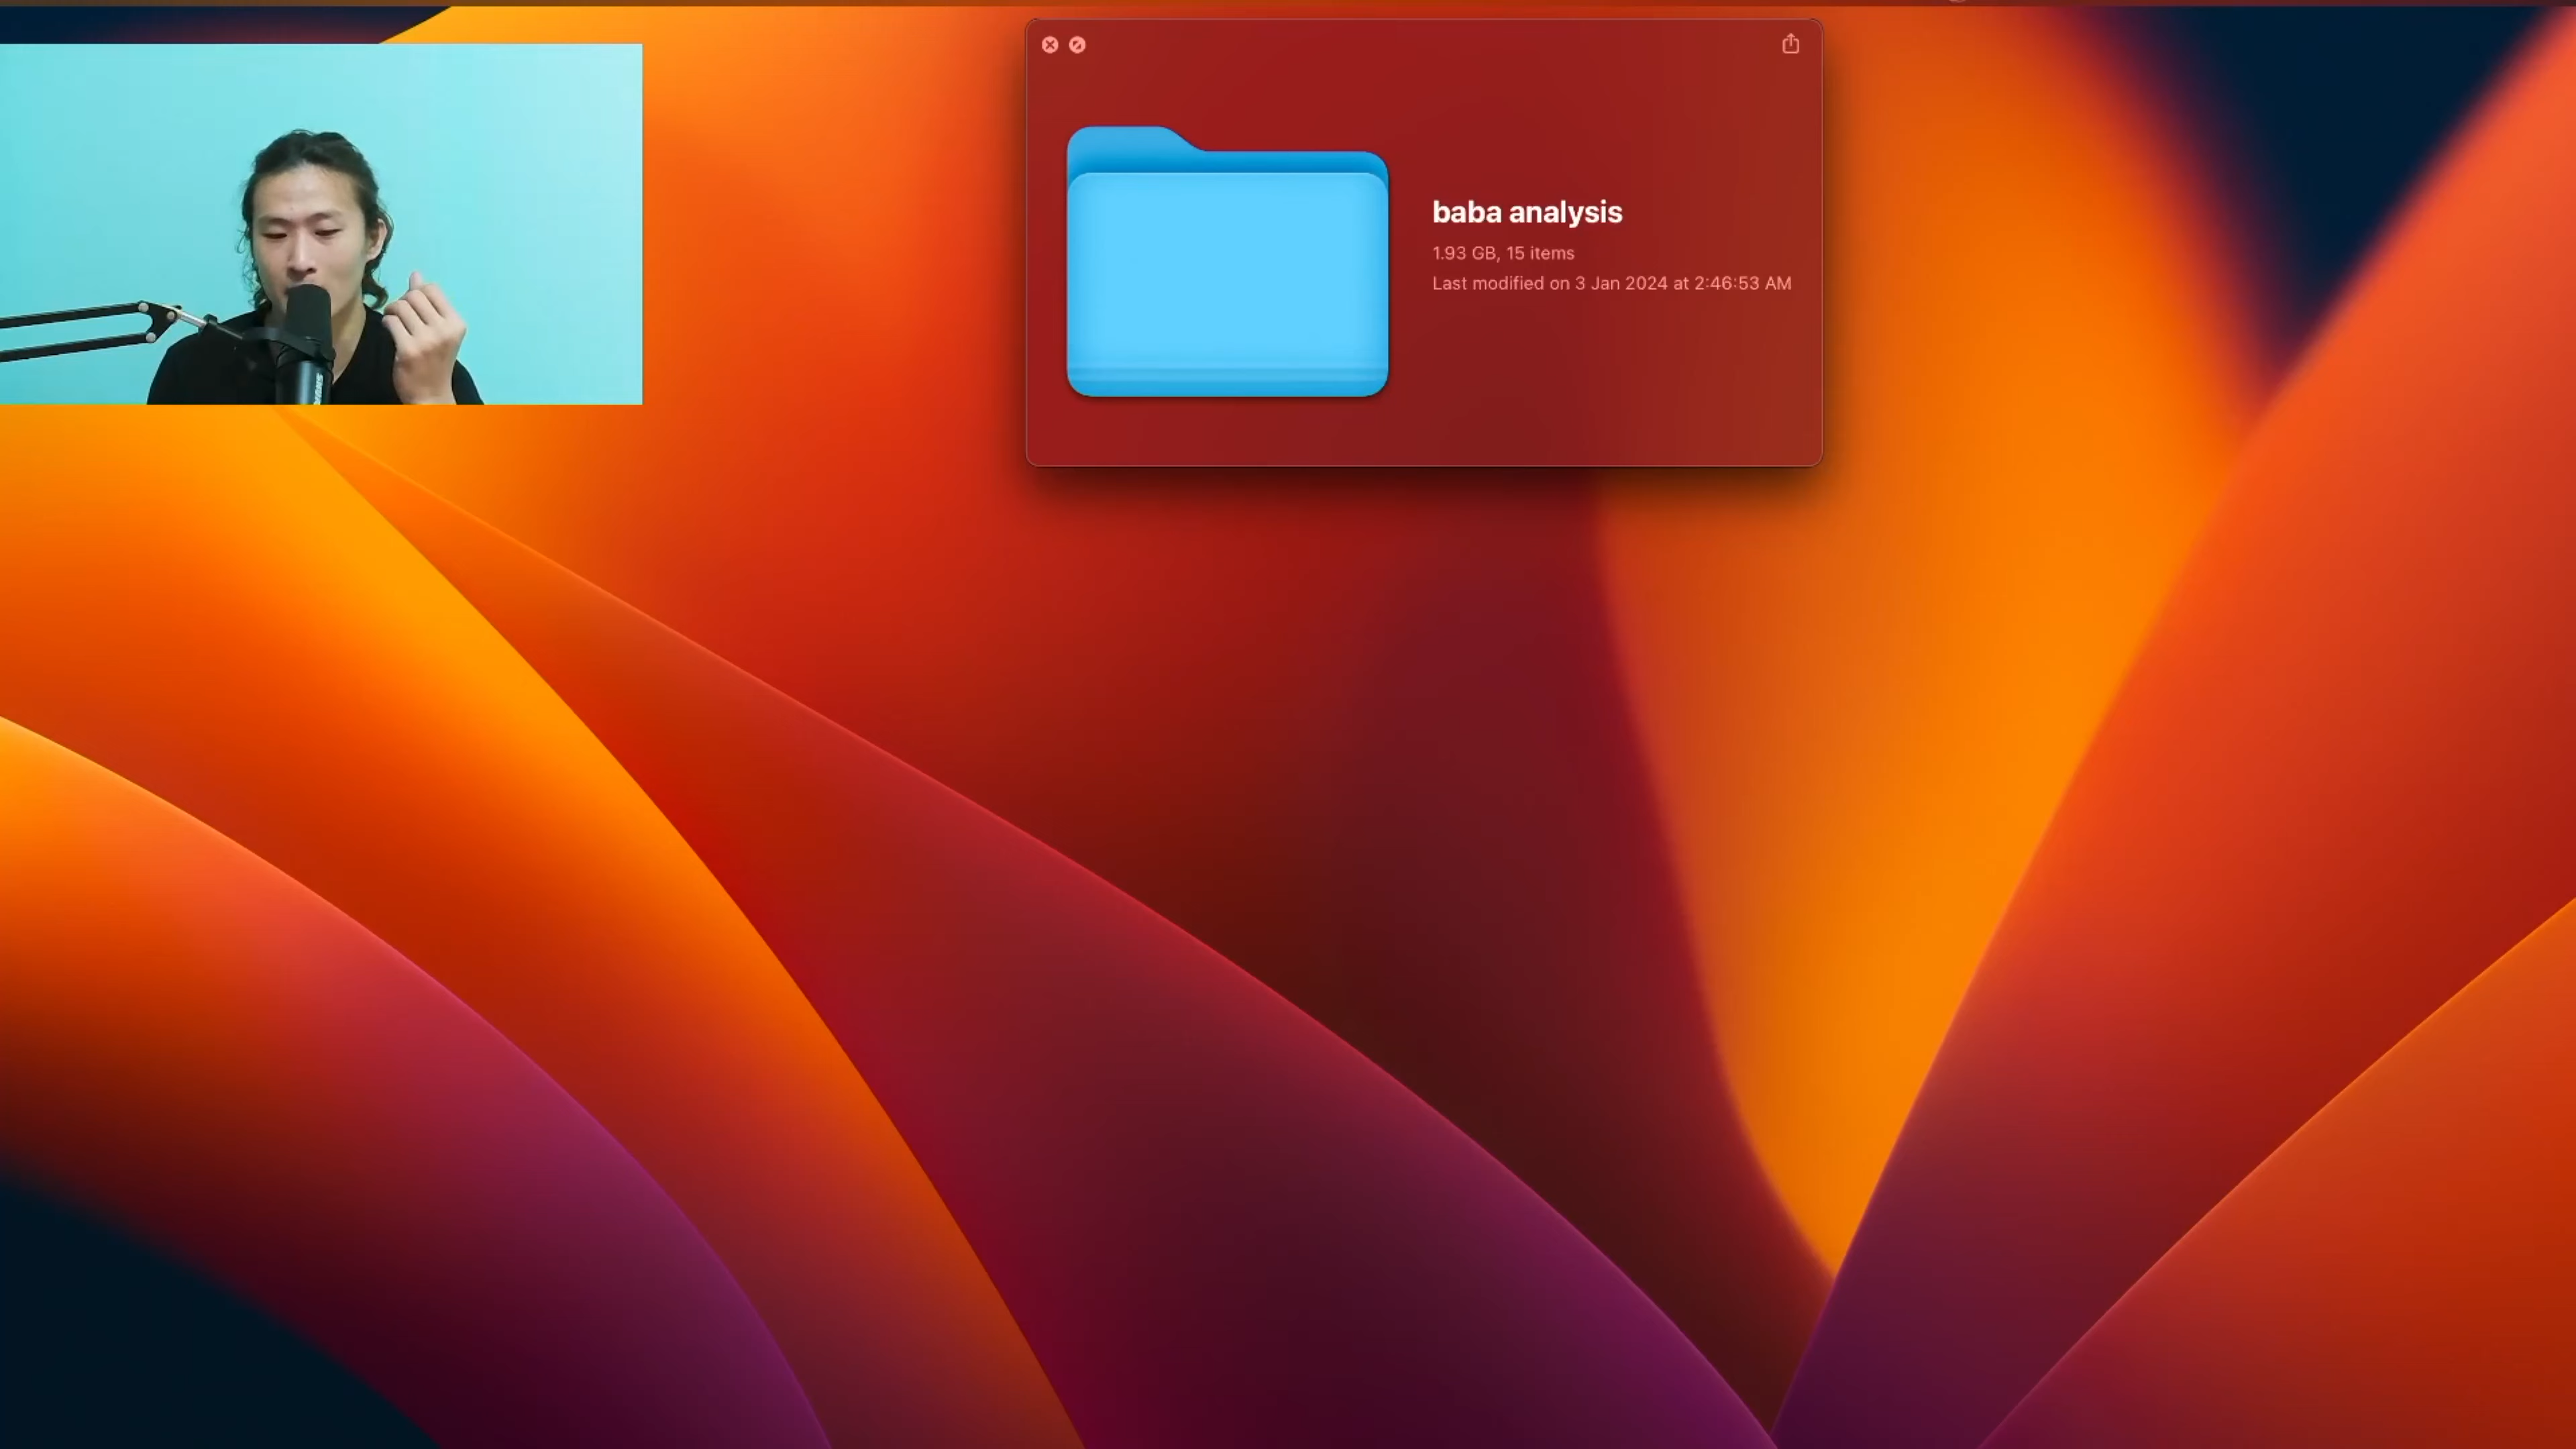 baba analysis
1.93 GB, 15 items
Last modified on 3 Jan 2024 at 2:46:53 AM